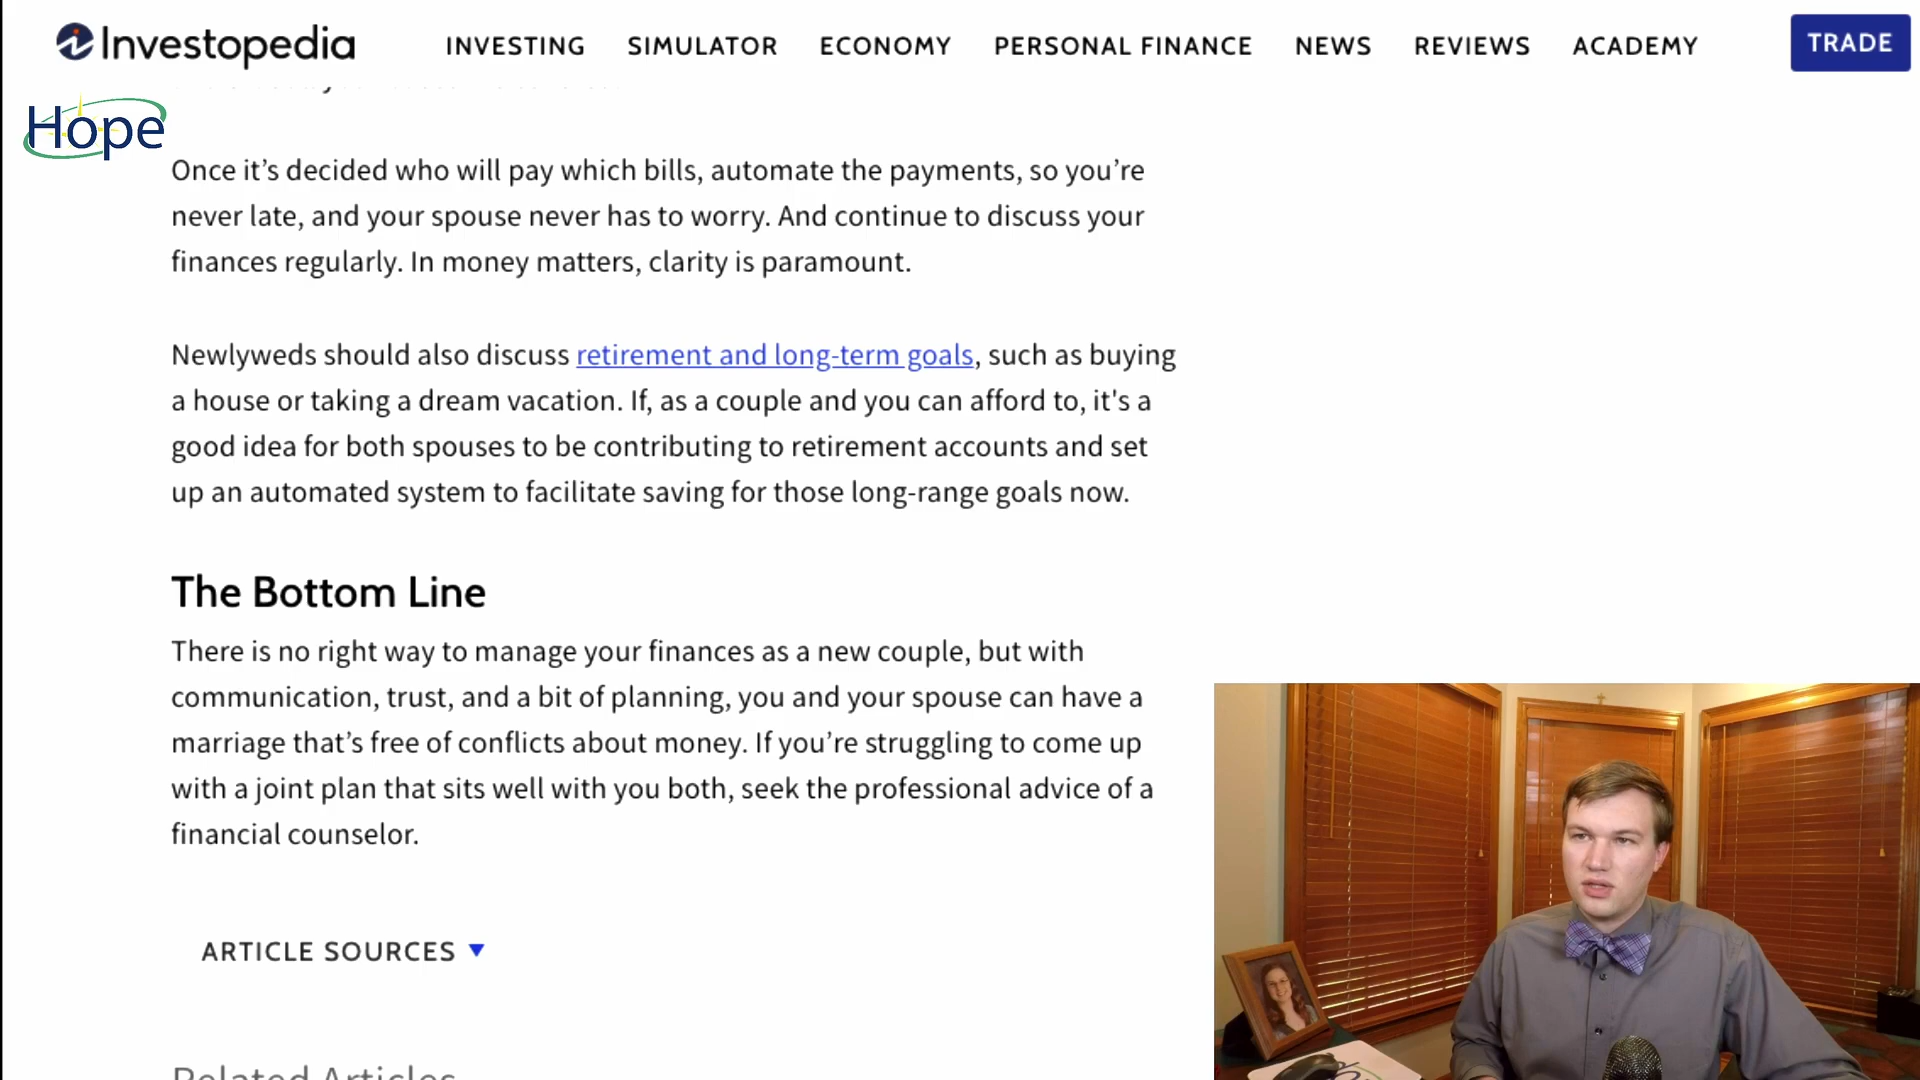 Investopedia
INVESTING
SIMULATOR
ECONOMY
PERSONAL FINANCE
NEWS
REVIEWS
ACADEMY
TRADE
Hope
Once it’s decided who will pay which bills, automate the payments, so you’re
never late, and your spouse never has to worry. And continue to discuss your
finances regularly. In money matters, clarity is paramount.
Newlyweds should also discuss retirement and long-term goals, such as buying
a house or taking a dream vacation. If, as a couple and you can afford to, it's a
good idea for both spouses to be contributing to retirement accounts and set
up an automated system to facilitate saving for those long-range goals now.
The Bottom Line
There is no right way to manage your finances as a new couple, but with
communication, trust, and a bit of planning, you and your spouse can have a
marriage that’s free of conflicts about money. If you’re struggling to come up
with a joint plan that sits well with you both, seek the professional advice of a
financial counselor.
ARTICLE SOURCES
Related Articles